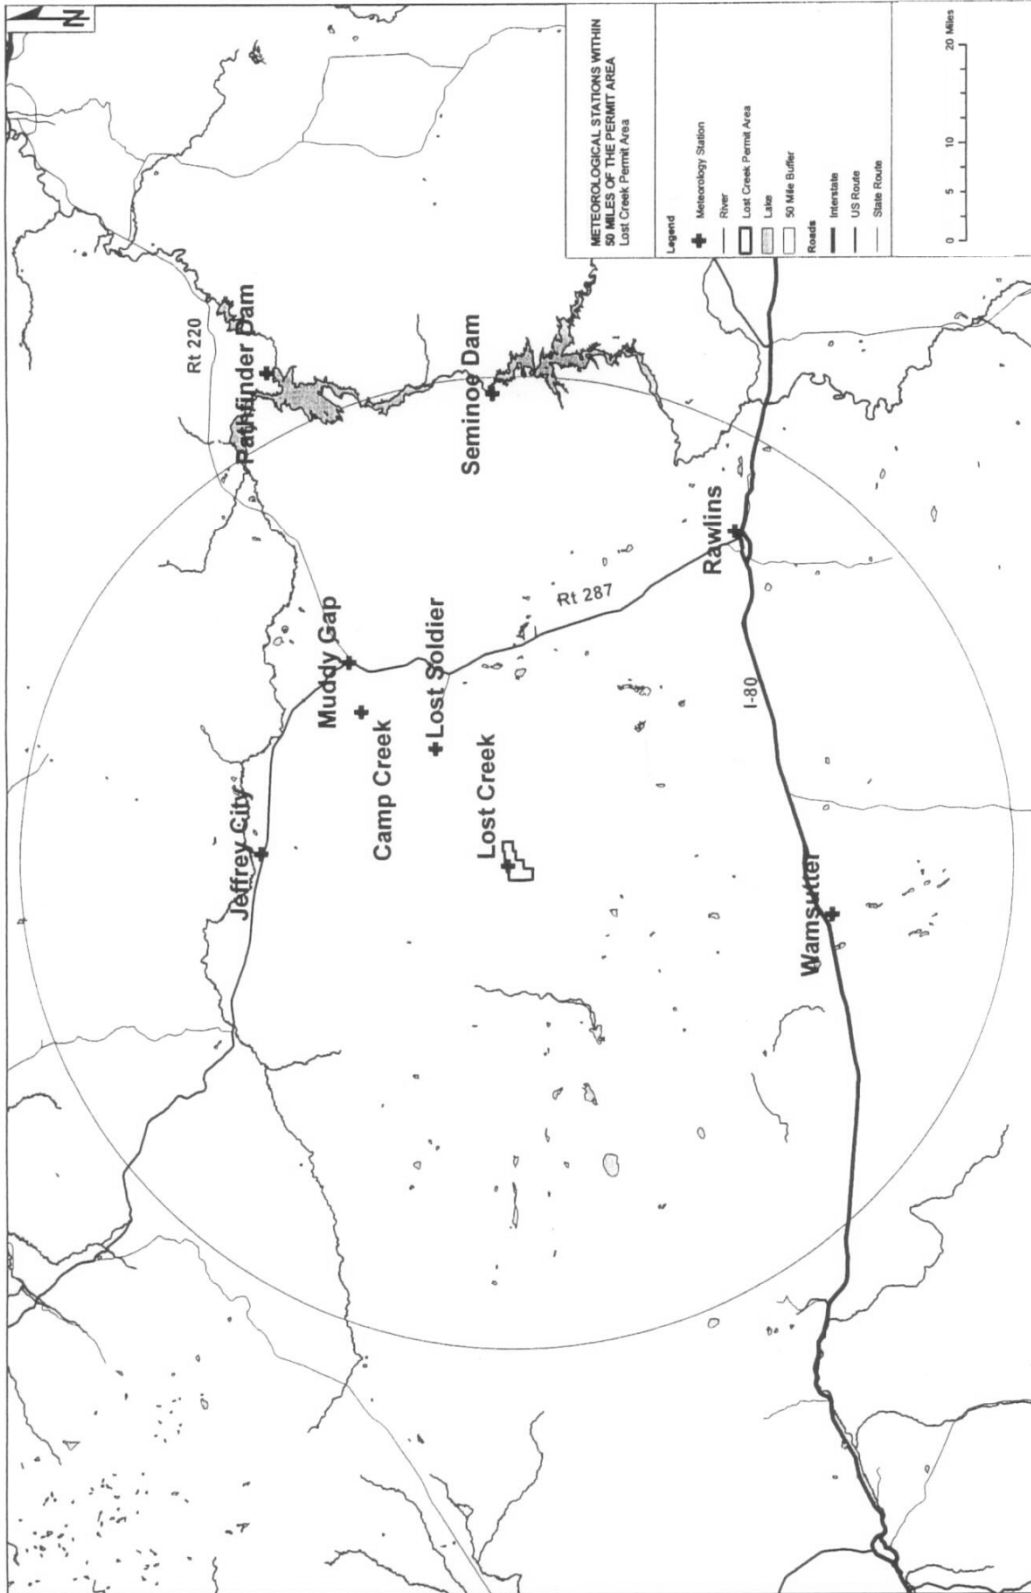 N
Rt 220
Pathfinder Dam
Seminoe Dam
Rawlins
Muddy Gap
Rt 287
Lost Soldier
Camp Creek
Jeffrey City
Lost Creek
I-80
Wamsutter
METEOROLOGICAL STATIONS WITHIN
50 MILES OF THE PERMIT AREA
Lost Creek Permit Area
Legend
Meteorology Station
River
Lost Creek Permit Area
Lake
50 Mile Buffer
Roads
Interstate
US Route
State Route
0 5 10 20 Miles